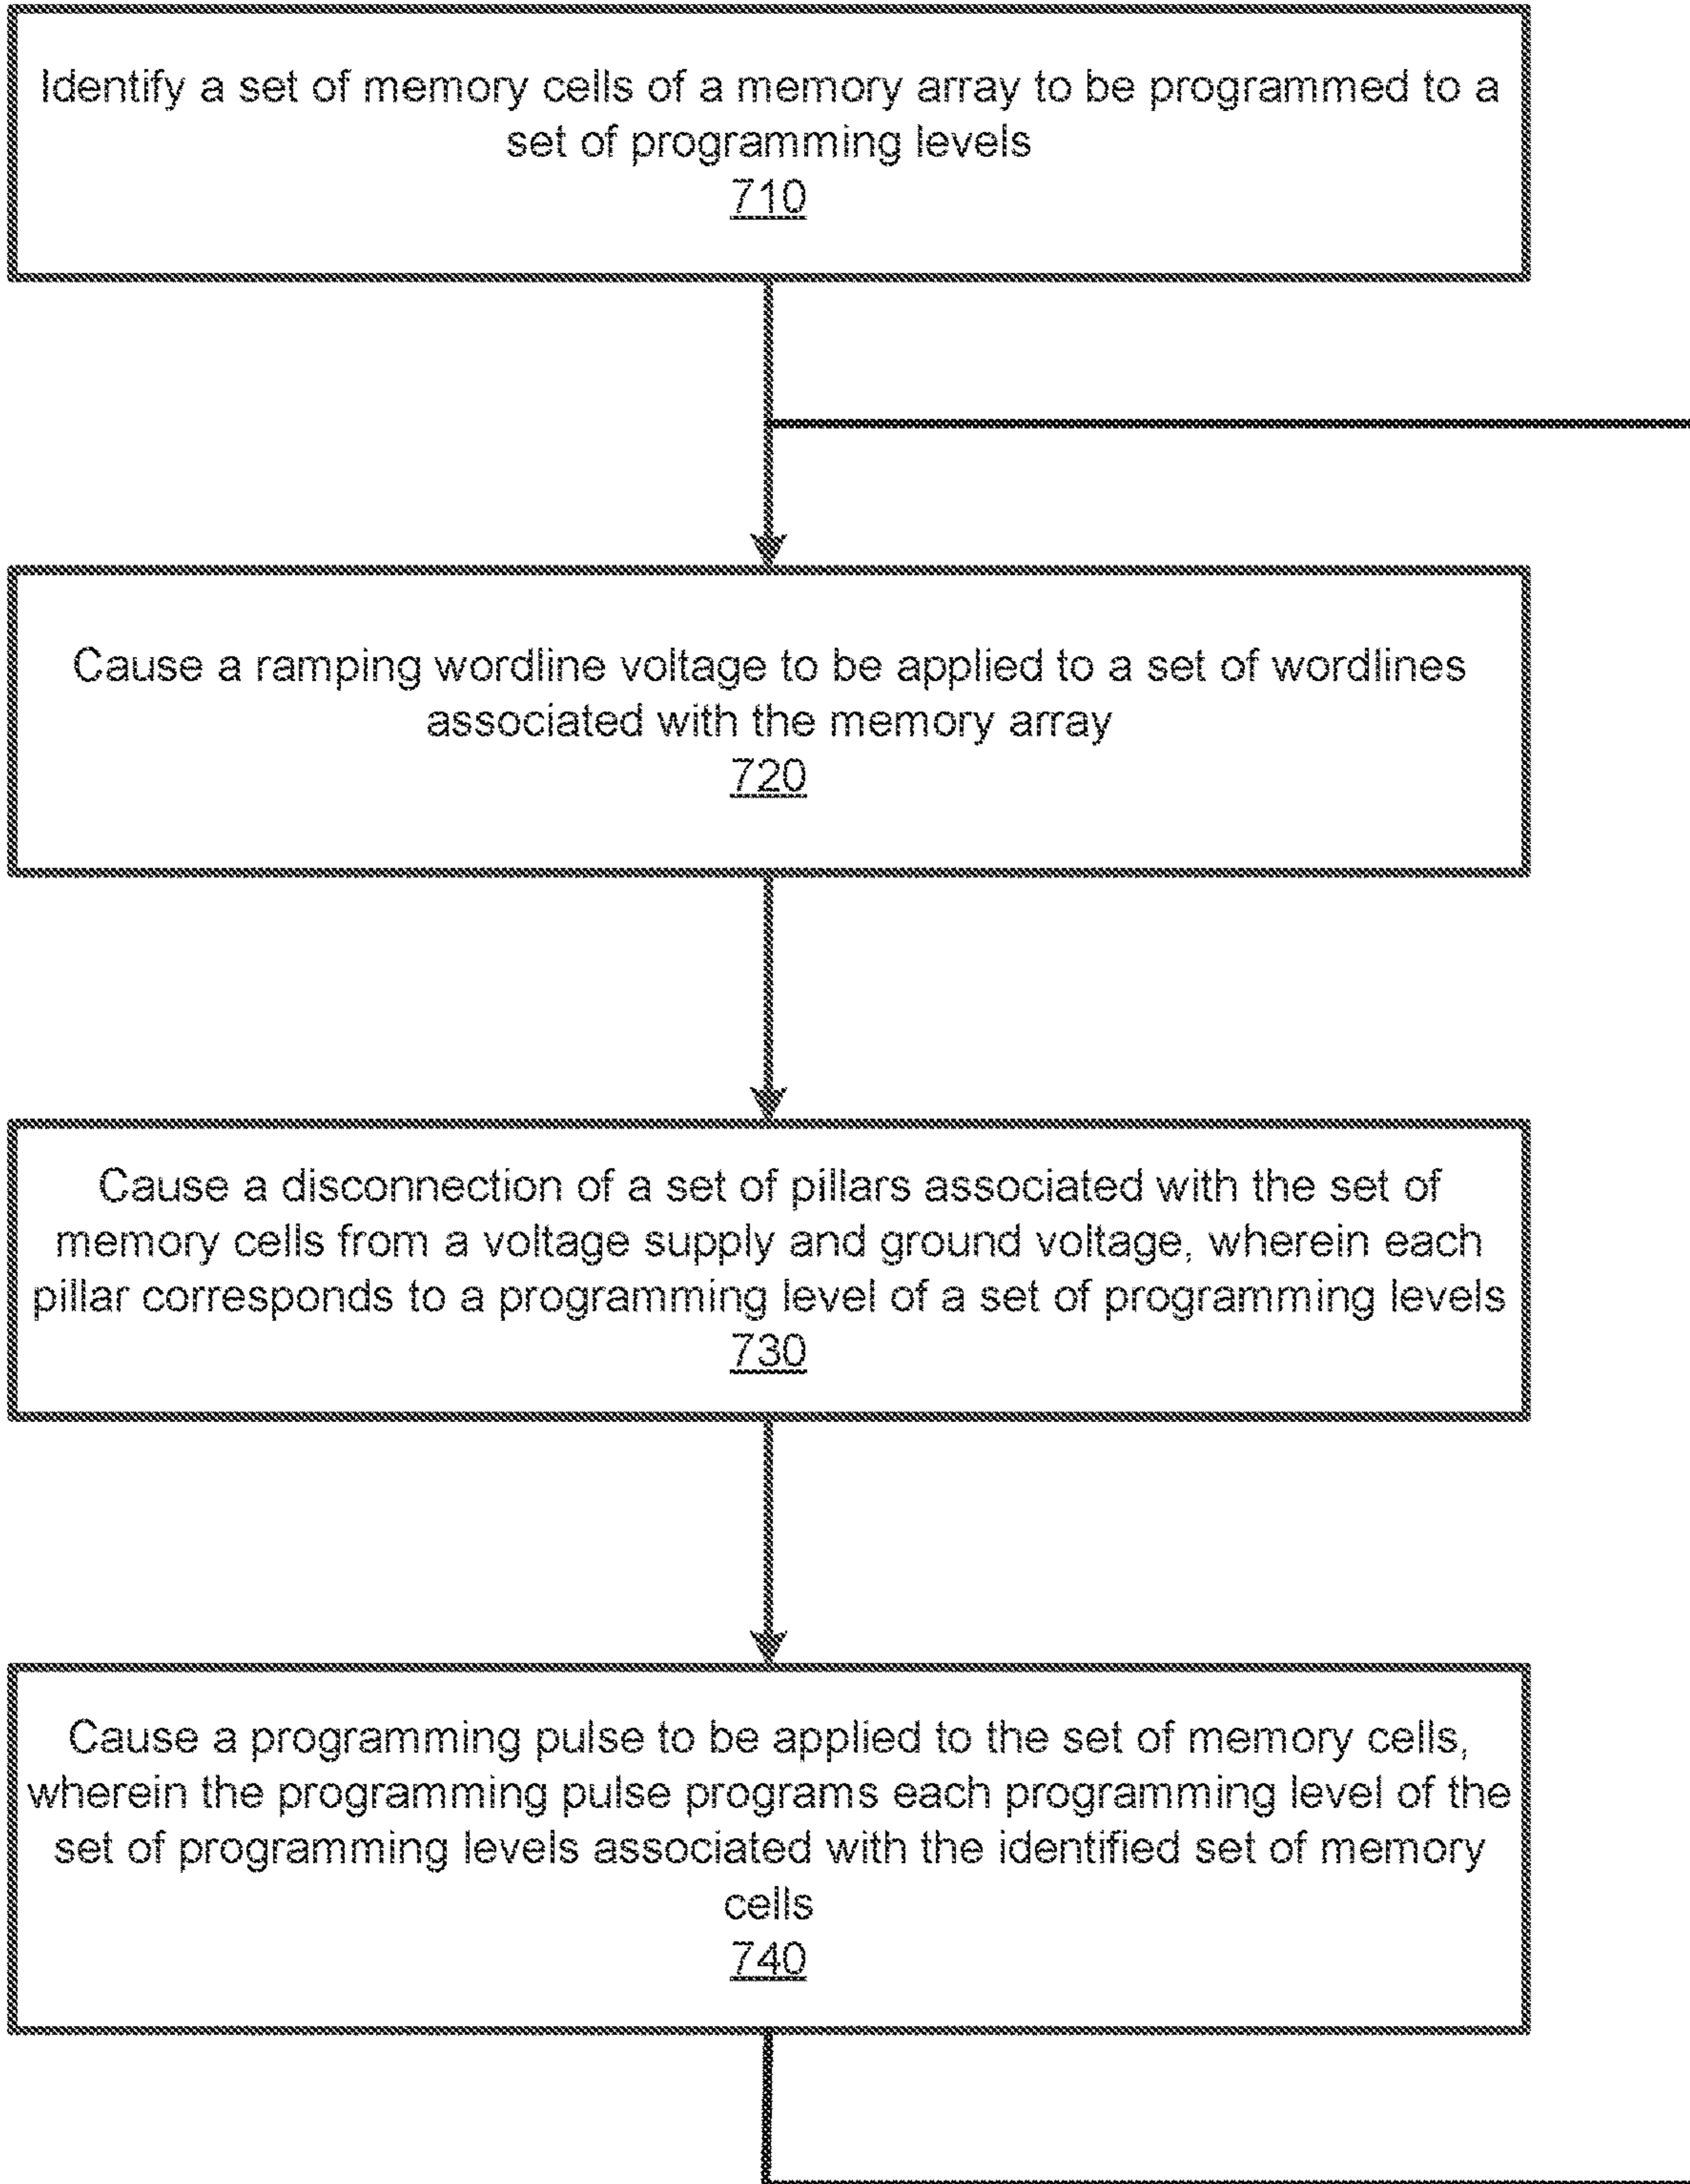 Identify a set of memory cells of a memory array to be programmed to a
set of programming levels
710
Cause a ramping wordline voltage to be applied to a set of wordlines
associated with the memory array
720
Cause a disconnection of a set of pillars associated with the set of
memory cells from a voltage supply and ground voltage, wherein each
pillar corresponds to a programming level of a set of programming levels
730
Cause a programming pulse to be applied to the set of memory cells,
wherein the programming pulse programs each programming level of the
set of programming levels associated with the identified set of memory
cells
740